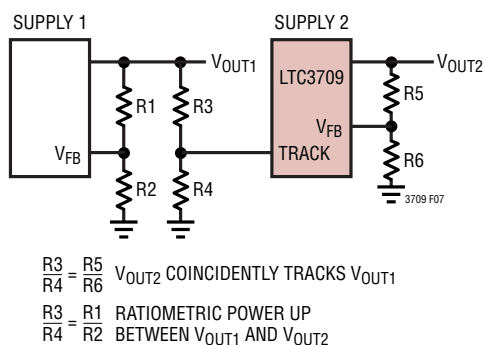 SUPPLY 1
SUPPLY 2
VOUT1
VOUT2
LTC3709
R1
R3
R5
VFB
VFB
TRACK
R2
R4
R6
3709 F07
R3/R4 = R5/R6 VOUT2 COINCIDENTLY TRACKS VOUT1
R3/R4 = R1/R2 RATIOMETRIC POWER UP
BETWEEN VOUT1 AND VOUT2